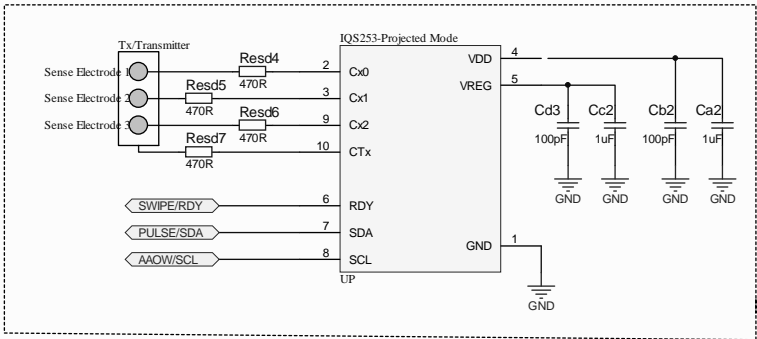 IQS253-Projected Mode
Tx/Transmitter
Sense Electrode 1
Resd4
470R
2
Cx0
VDD
4
Sense Electrode 2
Resd5
470R
3
Cx1
VREG
5
Sense Electrode 3
Resd6
470R
9
Cx2
Resd7
470R
10
CTx
Cd3
100pF
Cc2
1uF
Cb2
100pF
Ca2
1uF
GND
GND
GND
GND
SWIPE/RDY
6
RDY
PULSE/SDA
7
SDA
AAOW/SCL
8
SCL
GND
1
UP
GND